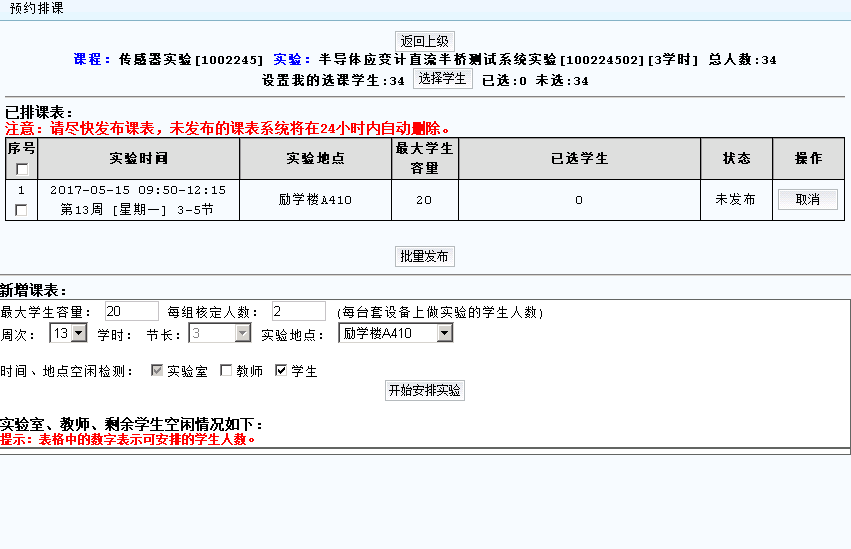 预约排课
返回上级
课程：传感器实验[1002245] 实验：半导体应变计直流半桥测试系统实验[100224502][3学时] 总人数:34
设置我的选课学生:34 选择学生 已选:0 未选:34
已排课表：
注意：请尽快发布课表，未发布的课表系统将在24小时内自动删除。
序号 实验时间 实验地点 最大学生容量 已选学生 状态 操作
1 2017-05-15 09:50-12:15 励学楼A410 20 0 未发布 取消
第13周 [星期一] 3-5节
批量发布
新增课表：
最大学生容量： 20 每组核定人数： 2 (每台套设备上做实验的学生人数)
周次： 13 学时： 节长： 3 实验地点： 励学楼A410
时间、地点空闲检测： 实验室 教师 学生
开始安排实验
实验室、教师、剩余学生空闲情况如下：
提示：表格中的数字表示可安排的学生人数。